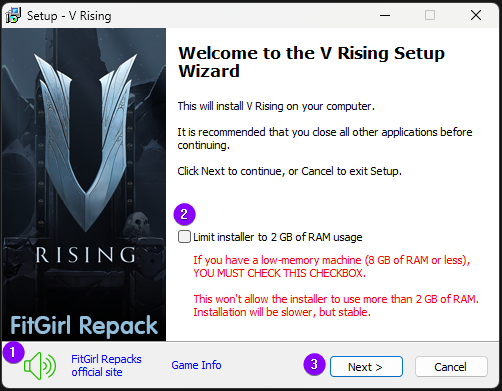 Setup - V Rising
Welcome to the V Rising Setup
Wizard
This will install V Rising on your computer.
It is recommended that you close all other applications before
continuing.
Click Next to continue, or Cancel to exit Setup.
2
Limit installer to 2 GB of RAM usage
If you have a low-memory machine (8 GB of RAM or less),
YOU MUST CHECK THIS CHECKBOX.
This won't allow the installer to use more than 2 GB of RAM.
Installation will be slower, but stable.
V
RISING
FitGirl Repack
1
FitGirl Repacks
official site
Game Info
3
Next >
Cancel